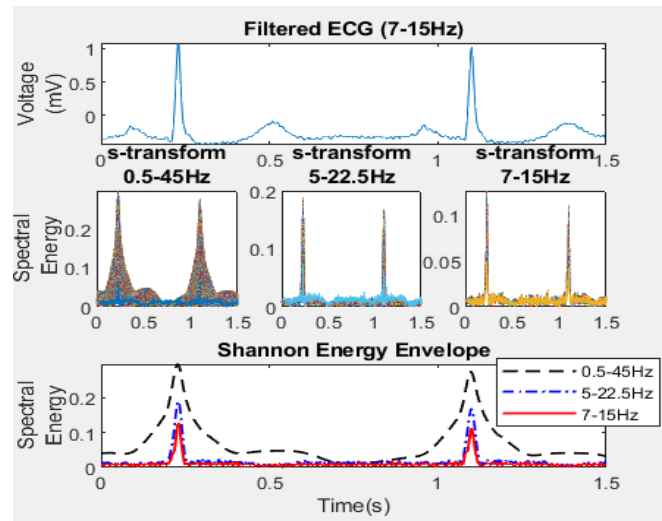 Filtered ECG (7-15Hz)
Voltage
(mV)
1
0
0
0.5
1
1.5
s-transform
0.5-45Hz
s-transform
5-22.5Hz
s-transform
7-15Hz
Spectral
Energy
0.2
0.1
0
0 0.5 1 1.5
0.2
0.1
0
0 0.5 1 1.5
0.1
0.05
0
0 0.5 1 1.5
Shannon Energy Envelope
Spectral
Energy
0.2
0.1
0
0 0.5 1 1.5
Time(s)
0.5-45Hz
5-22.5Hz
7-15Hz